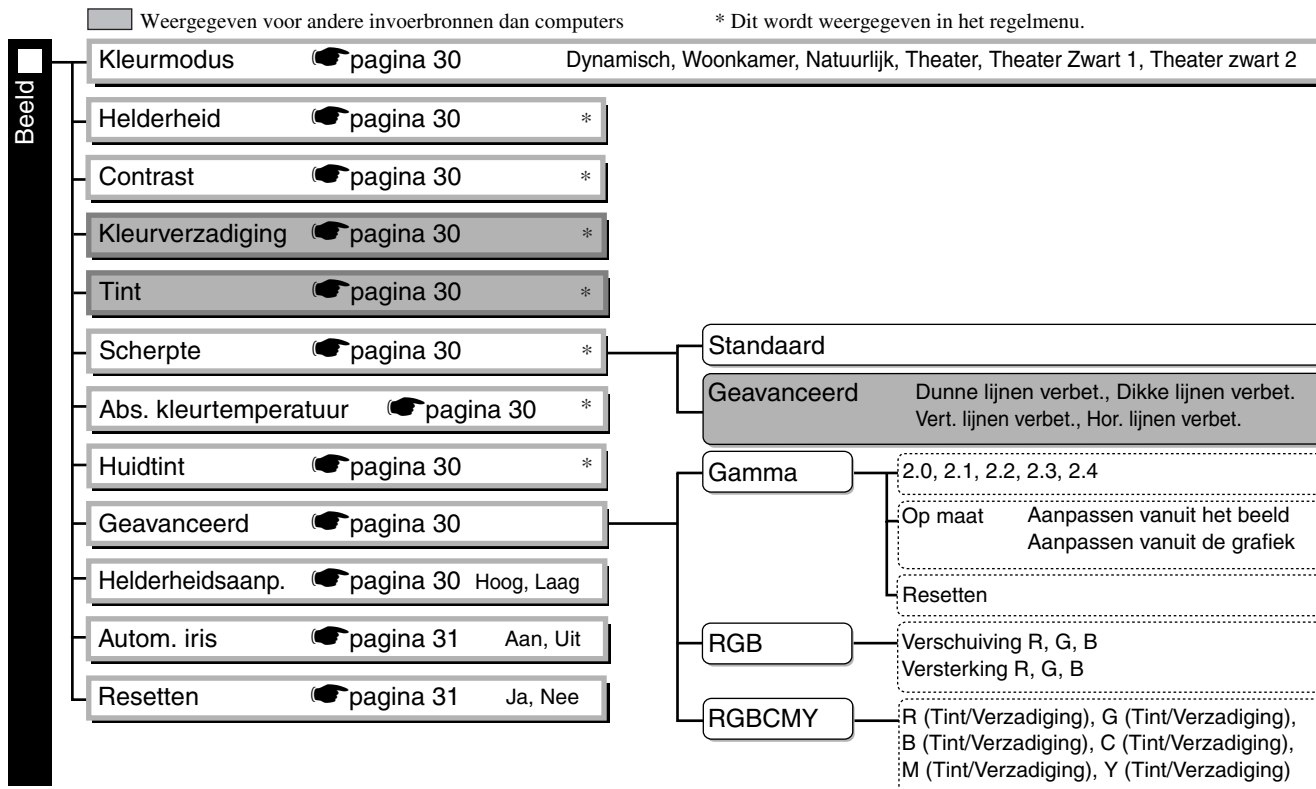 Weergegeven voor andere invoerbronnen dan computers * Dit wordt weergegeven in het regelmenu.
Beeld
Kleurmodus pagina 30 Dynamisch, Woonkamer, Natuurlijk, Theater, Theater Zwart 1, Theater zwart 2
Helderheid pagina 30 *
Contrast pagina 30 *
Kleurverzadiging pagina 30 *
Tint pagina 30 *
Scherpte pagina 30 *
Standaard
Geavanceerd Dunne lijnen verbet., Dikke lijnen verbet.
Vert. lijnen verbet., Hor. lijnen verbet.
Abs. kleurtemperatuur pagina 30 *
Huidtint pagina 30 *
Geavanceerd pagina 30
Gamma 2.0, 2.1, 2.2, 2.3, 2.4
Op maat Aanpassen vanuit het beeld
Aanpassen vanuit de grafiek
Resetten
RGB Verschuiving R, G, B
Versterking R, G, B
RGBCMY R (Tint/Verzadiging), G (Tint/Verzadiging),
B (Tint/Verzadiging), C (Tint/Verzadiging),
M (Tint/Verzadiging), Y (Tint/Verzadiging)
Helderheidsaanp. pagina 30 Hoog, Laag
Autom. iris pagina 31 Aan, Uit
Resetten pagina 31 Ja, Nee